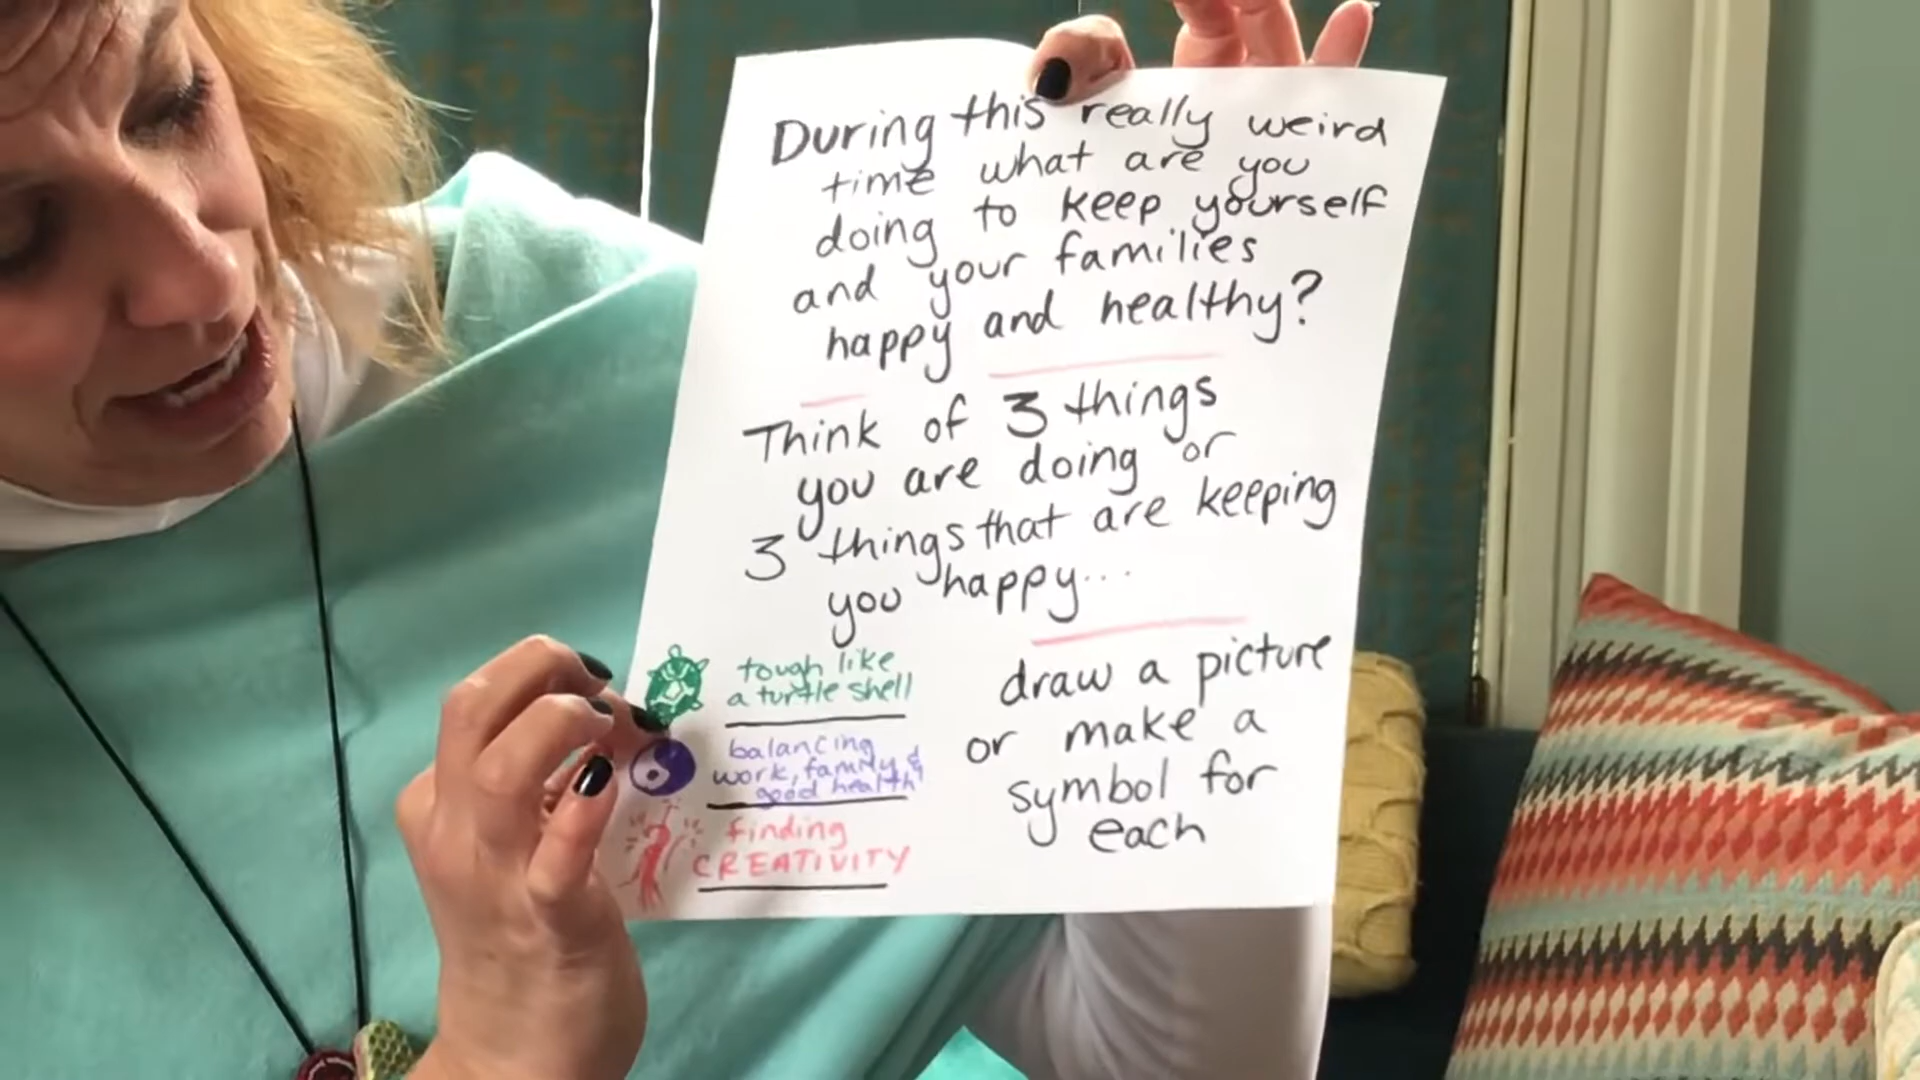 During this really weird
time what are you
doing to keep yourself
and your families
happy and healthy?
Think of 3 things
you are doing or
3 things that are keeping
you happy...
tough like
a turtle shell
balancing
work, family &
good health
finding
CREATIVITY
draw a picture
or make a
symbol for
each